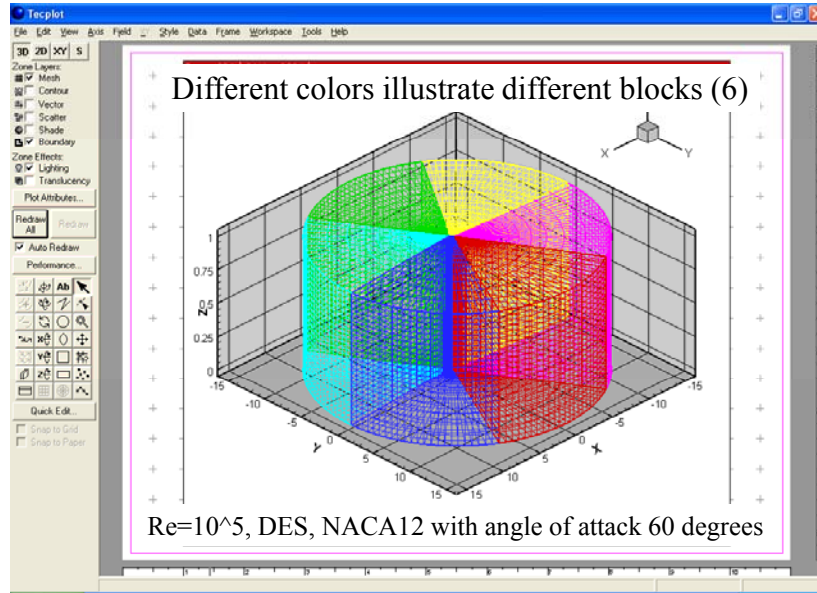 Tecplot
File Edit View Axis Field XY Style Data Frame Workspace Tools Help
3D 2D XY S
Zone Layers:
Mesh
Contour
Vector
Scatter
Shade
Boundary
Zone Effects:
Lighting
Translucency
Plot Attributes...
Redraw All
Redraw
Auto Redraw
Performance...
Ab
Quick Edit...
Snap to Grid
Snap to Paper
Different colors illustrate different blocks (6)
X Y
1
0.75
Z 0.5
0.25
0
-15 -15
-10 -10
-5 -5
Y 0 0 X
5 5
10 10
15 15
Re=10^5, DES, NACA12 with angle of attack 60 degrees